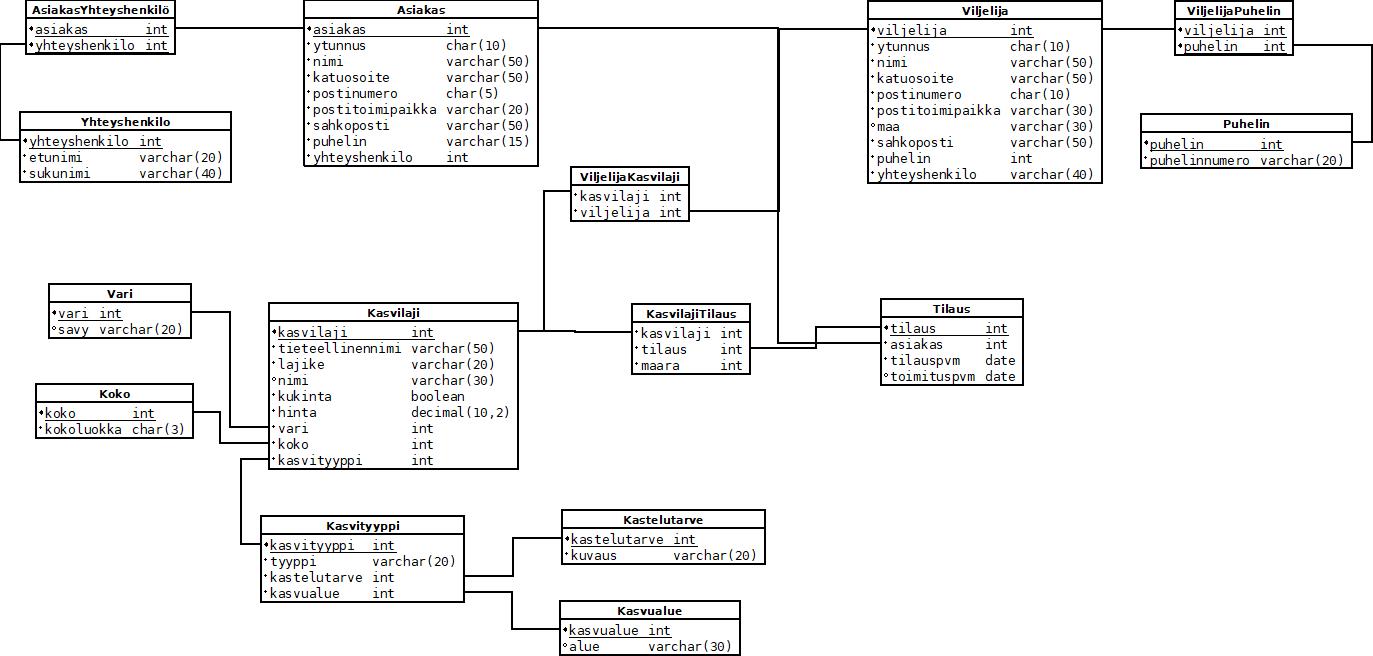 AsiakasYhteyshenkilö
asiakas int
yhteyshenkilo int
Asiakas
asiakas int
ytunnus char(10)
nimi varchar(50)
katuosoite varchar(50)
postinumero char(5)
postitoimipaikka varchar(20)
sahkoposti varchar(50)
puhelin varchar(15)
yhteyshenkilo int
Viljelija
viljelija int
ytunnus char(10)
nimi varchar(50)
katuosoite varchar(50)
postinumero char(10)
postitoimipaikka varchar(30)
maa varchar(30)
sahkoposti varchar(50)
puhelin int
yhteyshenkilo varchar(40)
ViljelijaPuhelin
viljelija int
puhelin int
Yhteyshenkilo
yhteyshenkilo int
etunimi varchar(20)
sukunimi varchar(40)
Puhelin
puhelin int
puhelinnumero varchar(20)
ViljelijaKasvilaji
kasvilaji int
viljelija int
Vari
vari int
savy varchar(20)
Kasvilaji
kasvilaji int
tieteellinennimi varchar(50)
lajike varchar(20)
nimi varchar(30)
kukinta boolean
hinta decimal(10,2)
vari int
koko int
kasvityyppi int
KasvilajiTilaus
kasvilaji int
tilaus int
maara int
Tilaus
tilaus int
asiakas int
tilauspvm date
toimituspvm date
Koko
koko int
kokoluokka char(3)
Kasvityyppi
kasvityyppi int
tyyppi varchar(20)
kastelutarve int
kasvualue int
Kastelutarve
kastelutarve int
kuvaus varchar(20)
Kasvualue
kasvualue int
alue varchar(30)